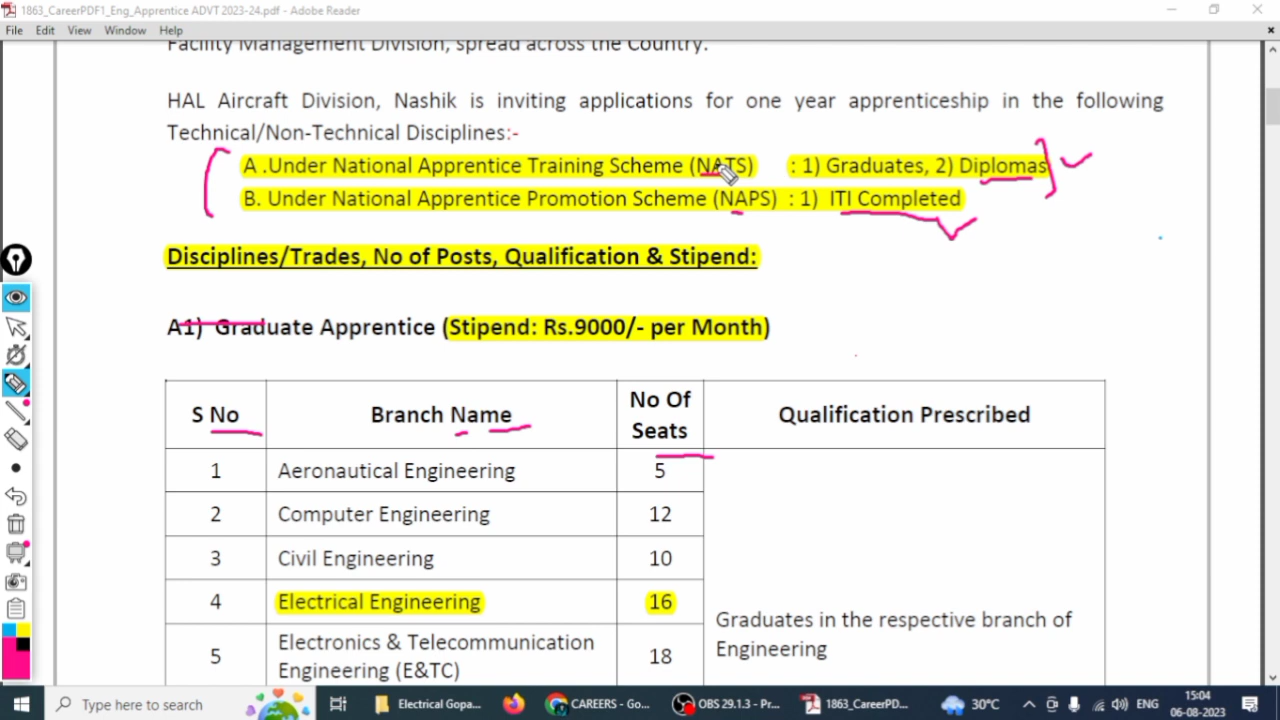 1863_CareerPDF1_Eng_Apprentice ADVT 2023-24.pdf - Adobe Reader
File Edit View Window Help
Facility Management Division, spread across the Country.
HAL Aircraft Division, Nashik is inviting applications for one year apprenticeship in the following
Technical/Non-Technical Disciplines:-
A .Under National Apprentice Training Scheme (NATS) : 1) Graduates, 2) Diplomas
B. Under National Apprentice Promotion Scheme (NAPS) : 1) ITI Completed
Disciplines/Trades, No of Posts, Qualification & Stipend:
A1) Graduate Apprentice (Stipend: Rs.9000/- per Month)
S No Branch Name No Of Seats Qualification Prescribed
1 Aeronautical Engineering 5
2 Computer Engineering 12
3 Civil Engineering 10
4 Electrical Engineering 16
Graduates in the respective branch of
Engineering
5 Electronics & Telecommunication
Engineering (E&TC) 18
Type here to search
Electrical Gopa...
CAREERS - Go...
OBS 29.1.3 - Pr...
1863_CareerPD...
30°C
ENG
15:04
06-08-2023